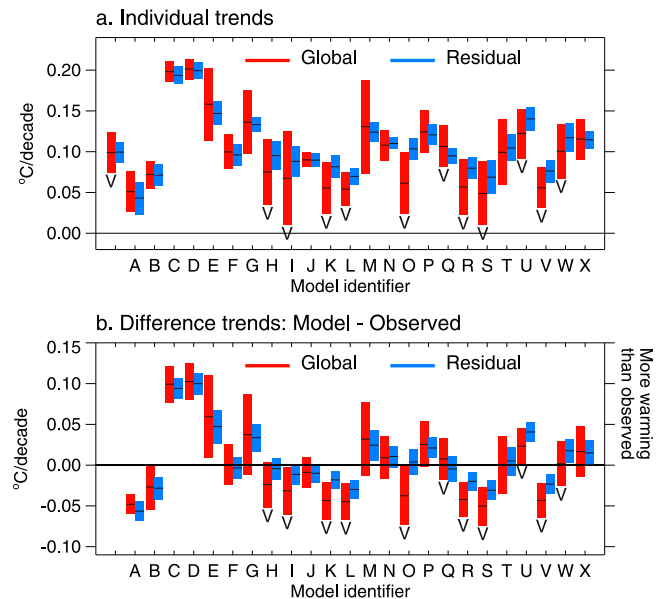 a. Individual trends
Global Residual
0.20
0.15
0.10
0.05
0.00
°C/decade
V V V V V V V V V V V V
A B C D E F G H I J K L M N O P Q R S T U V W X
Model identifier
b. Difference trends: Model - Observed
Global Residual
0.15
0.10
0.05
0.00
-0.05
-0.10
°C/decade
More warming
than observed
V V V V V V V V V V V
A B C D E F G H I J K L M N O P Q R S T U V W X
Model identifier